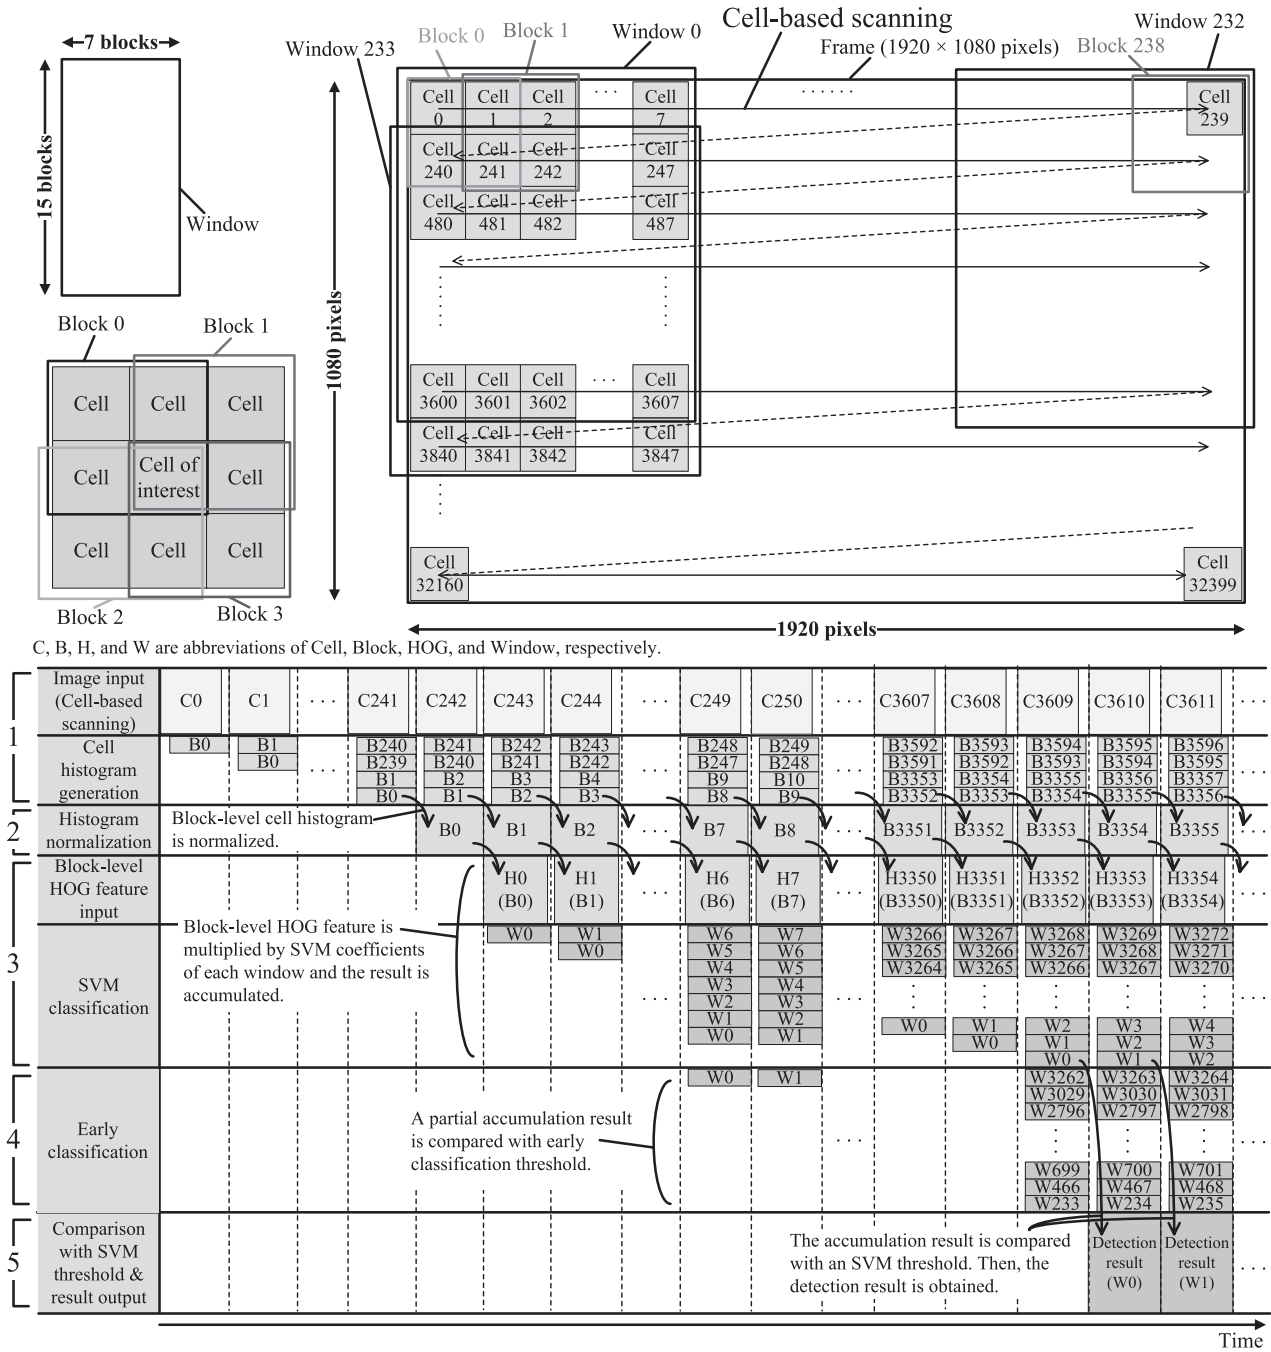 7 blocks
15 blocks
Window
Block 0
Block 1
Cell
Cell
Cell
Cell
Cell of
interest
Cell
Cell
Cell
Cell
Block 2
Block 3
Window 233
Block 0
Block 1
Window 0
Cell-based scanning
Frame (1920 × 1080 pixels)
Window 232
Block 238
1080 pixels
Cell
0
Cell
1
Cell
2
· · ·
Cell
7
· · · · · ·
Cell
239
Cell
240
Cell
241
Cell
242
Cell
247
Cell
480
Cell
481
Cell
482
Cell
487
Cell
3600
Cell
3601
Cell
3602
· · ·
Cell
3607
Cell
3840
Cell
3841
Cell
3842
Cell
3847
Cell
32160
Cell
32399
1920 pixels
C, B, H, and W are abbreviations of Cell, Block, HOG, and Window, respectively.
1
Image input
(Cell-based
scanning)
C0 C1 · · · C241 C242 C243 C244 · · · C249 C250 · · · C3607 C3608 C3609 C3610 C3611 · · ·
Cell
histogram
generation
B0 B1 B240 B241 B242 B243 B248 B249 B3592 B3593 B3594 B3595 B3596
B0 · · · B239 B240 B241 B242 · · · B247 B248 · · · B3591 B3592 B3593 B3594 B3595 · · ·
B1 B2 B3 B4 B9 B10 B3353 B3354 B3355 B3356 B3357
B0 B1 B2 B3 B8 B9 B3352 B3353 B3354 B3355 B3356
2
Histogram
normalization
Block-level cell histogram
is normalized.
B0 B1 B2 · · · B7 B8 · · · B3351 B3352 B3353 B3354 B3355 · · ·
3
Block-level
HOG feature
input
H0 H1 H6 H7 H3350 H3351 H3352 H3353 H3354
(B0) (B1) · · · (B6) (B7) · · · (B3350) (B3351) (B3352) (B3353) (B3354) · · ·
SVM
classification
Block-level HOG feature is
multiplied by SVM coefficients
of each window and the result is
accumulated.
W0 W1 W6 W7 W3266 W3267 W3268 W3269 W3272
W0 W5 W6 W3265 W3266 W3267 W3268 W3271
W4 W5 W3264 W3265 W3266 W3267 W3270
W3 W4
· · · W2 W3 · · · · · ·
W1 W2 W0 W1 W2 W3 W4
W0 W1 W0 W1 W2 W3
W0 W1 W2
4
Early
classification
A partial accumulation result
is compared with early
classification threshold.
W0 W1 W3262 W3263 W3264
W3029 W3030 W3031
W2796 W2797 W2798
· · · · · ·
W699 W700 W701
W466 W467 W468
W233 W234 W235
5
Comparison
with SVM
threshold &
result output
The accumulation result is compared
with an SVM threshold. Then, the
detection result is obtained.
Detection
result
(W0)
Detection
result
(W1)
· · ·
Time